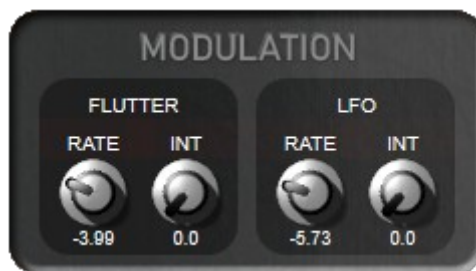 MODULATION
FLUTTER
LFO
RATE INT
RATE INT
-3.99 0.0
-5.73 0.0